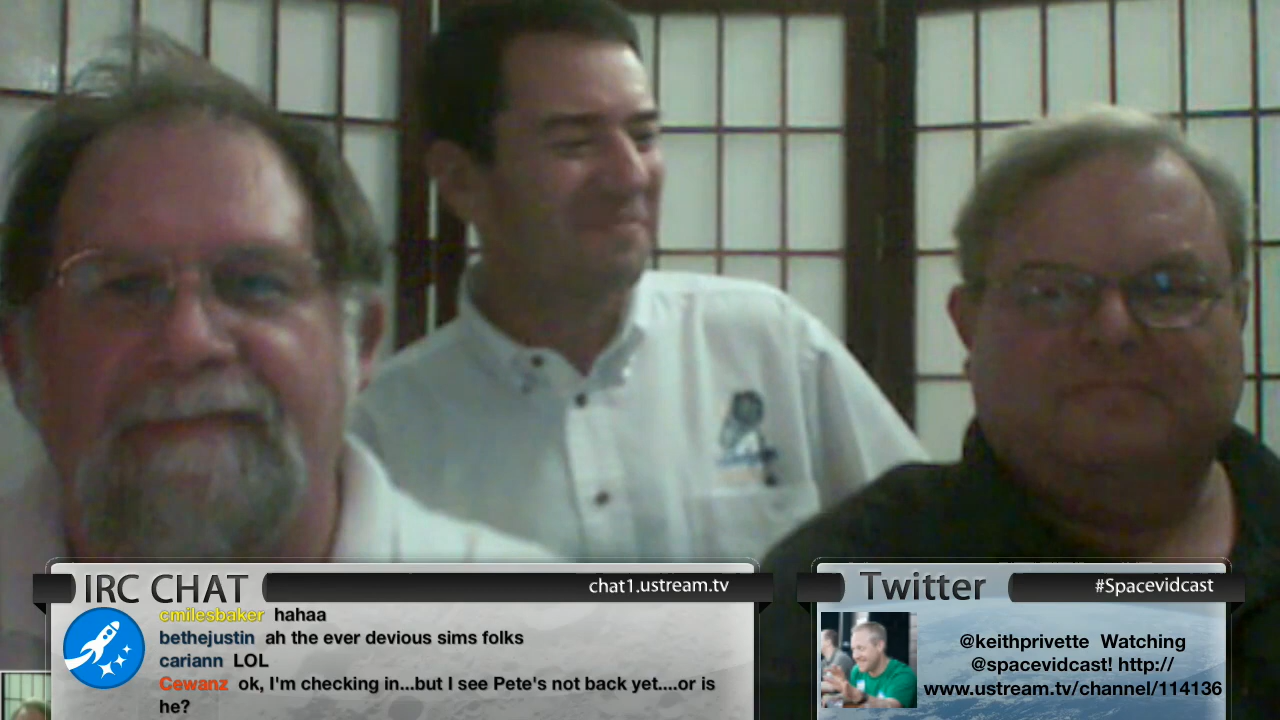 IRC CHAT
chat1.ustream.tv
cmilesbaker hahaa
bethejustin ah the ever devious sims folks
cariann LOL
Cewanz ok, I'm checking in...but I see Pete's not back yet....or is
he?
Twitter
#Spacevidcast
@keithprivette Watching
@spacevidcast! http://
www.ustream.tv/channel/114136